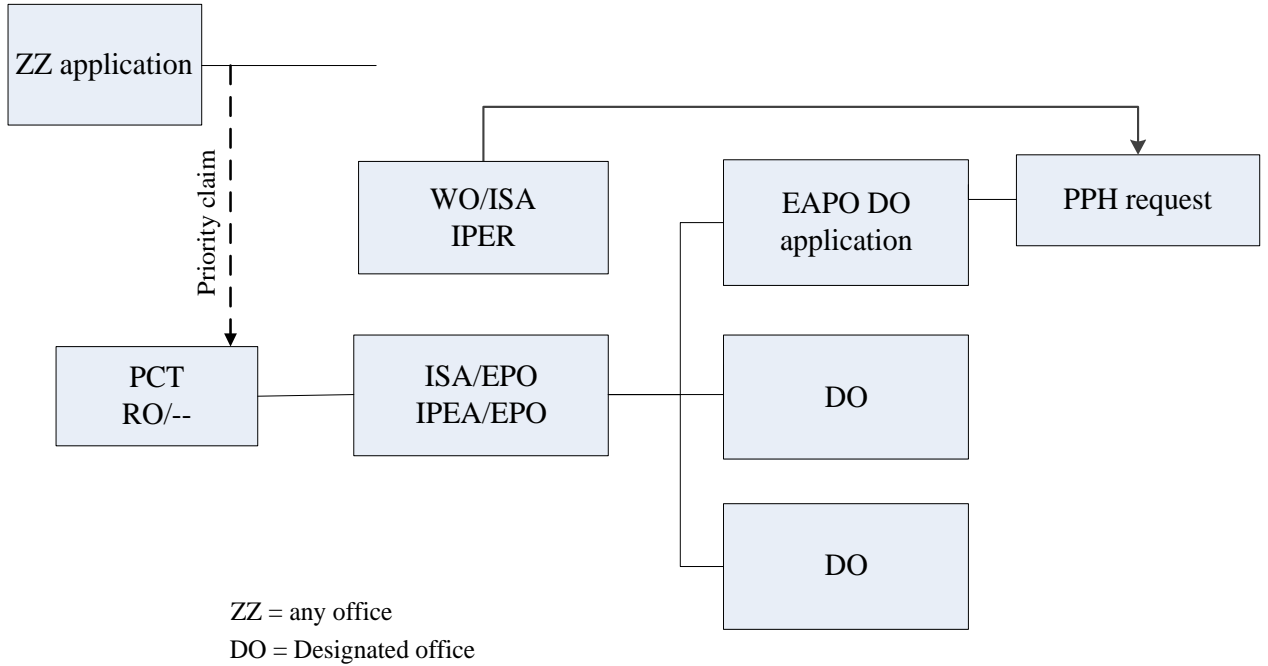 ZZ application
Priority claim
WO/ISA
IPER
EAPO DO
application
PPH request
PCT
RO/--
ISA/EPO
IPEA/EPO
DO
DO
ZZ = any office
DO = Designated office